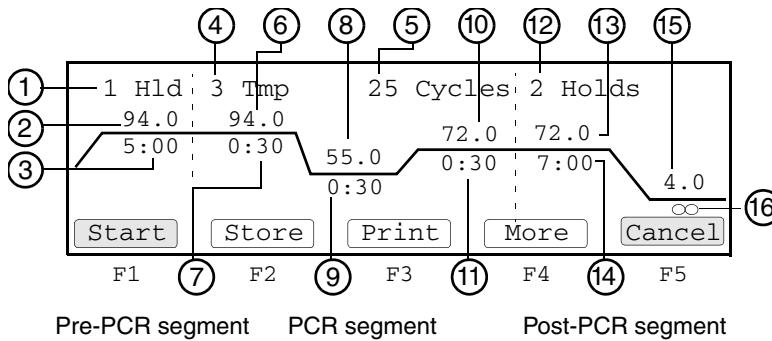 4 6 8 5 10 12 13 15
1 1 Hld 3 Tmp 25 Cycles 2 Holds
2 94.0 94.0 72.0 72.0
3 5:00 0:30 55.0 0:30 7:00 4.0
0:30
∞ 16
Start Store Print More Cancel
F1 7 F2 9 F3 11 F4 14 F5
Pre-PCR segment PCR segment Post-PCR segment